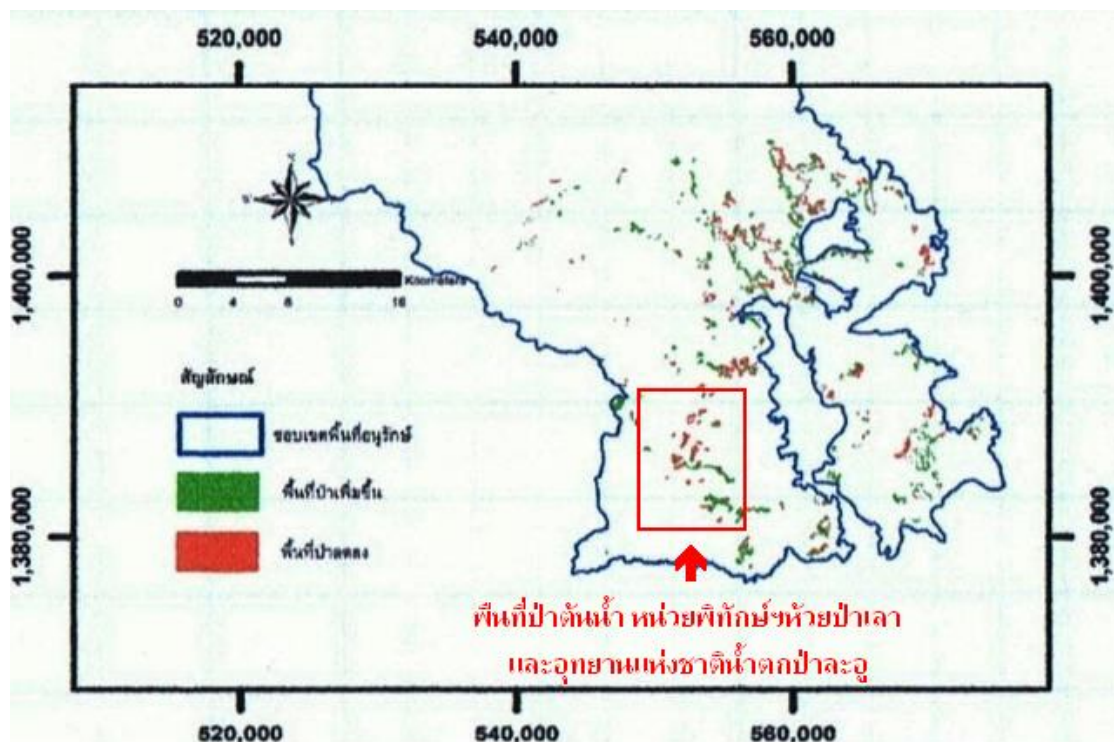 520,000 540,000 560,000
1,400,000 1,400,000
0 4 8 16
สัญลักษณ์
ขอบเขตพื้นที่อนุรักษ์
พื้นที่ป่าเพิ่มขึ้น
พื้นที่ป่าลดลง
1,380,000 1,380,000
พื้นที่ป่าต้นน้ำ หน่วยพิทักษ์ฯห้วยป่าเลา
และอุทยานแห่งชาติน้ำตกป่าละอู
520,000 540,000 560,000